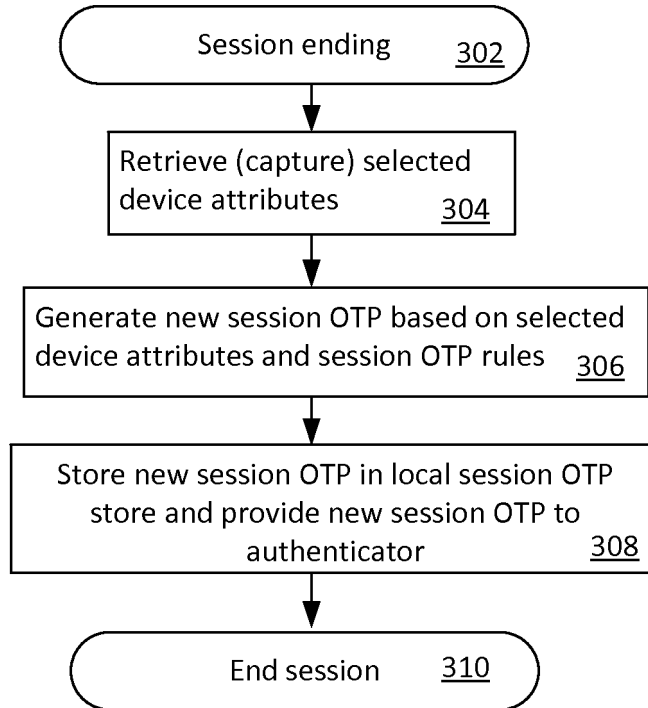 Session ending 302
Retrieve (capture) selected
device attributes 304
Generate new session OTP based on selected
device attributes and session OTP rules 306
Store new session OTP in local session OTP
store and provide new session OTP to
authenticator 308
End session 310